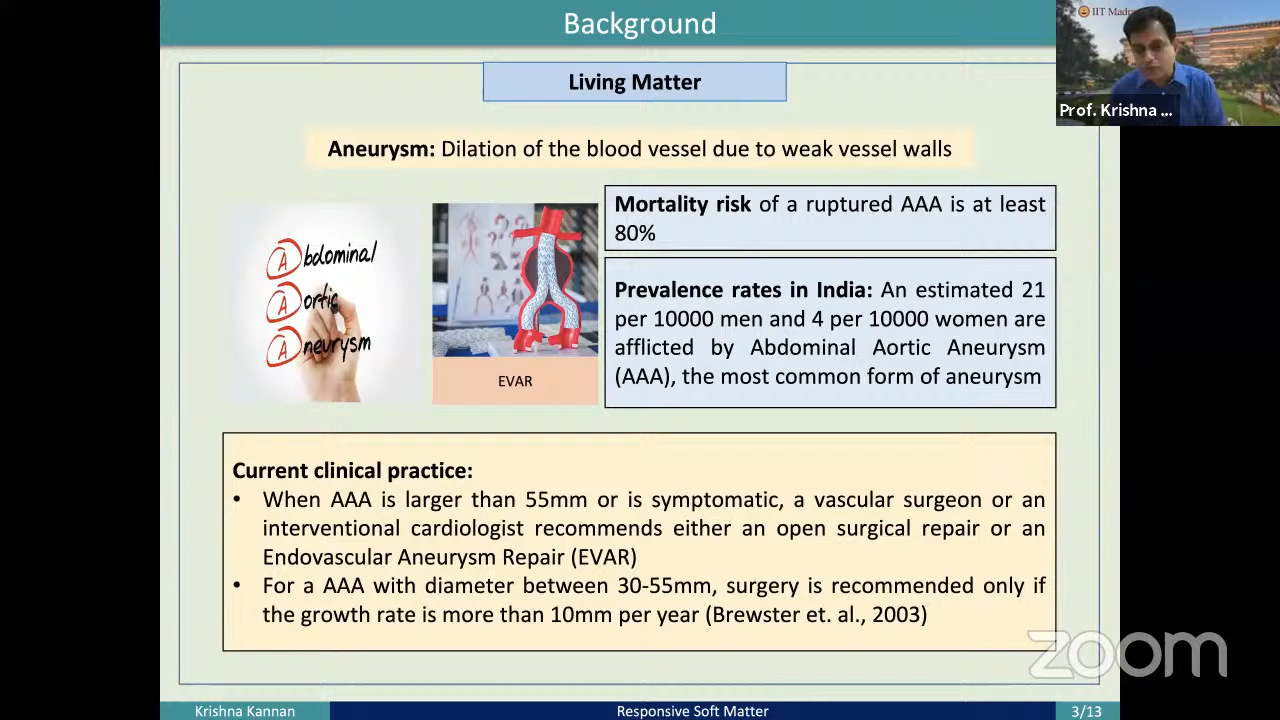 Background
IIT Madr
Prof. Krishna ...
Living Matter
Aneurysm: Dilation of the blood vessel due to weak vessel walls
Abdominal
Aortic
Aneurysm
EVAR
Mortality risk of a ruptured AAA is at least
80%
Prevalence rates in India: An estimated 21
per 10000 men and 4 per 10000 women are
afflicted by Abdominal Aortic Aneurysm
(AAA), the most common form of aneurysm
Current clinical practice:
• When AAA is larger than 55mm or is symptomatic, a vascular surgeon or an
interventional cardiologist recommends either an open surgical repair or an
Endovascular Aneurysm Repair (EVAR)
• For a AAA with diameter between 30-55mm, surgery is recommended only if
the growth rate is more than 10mm per year (Brewster et. al., 2003)
zoom
Krishna Kannan
Responsive Soft Matter
3/13